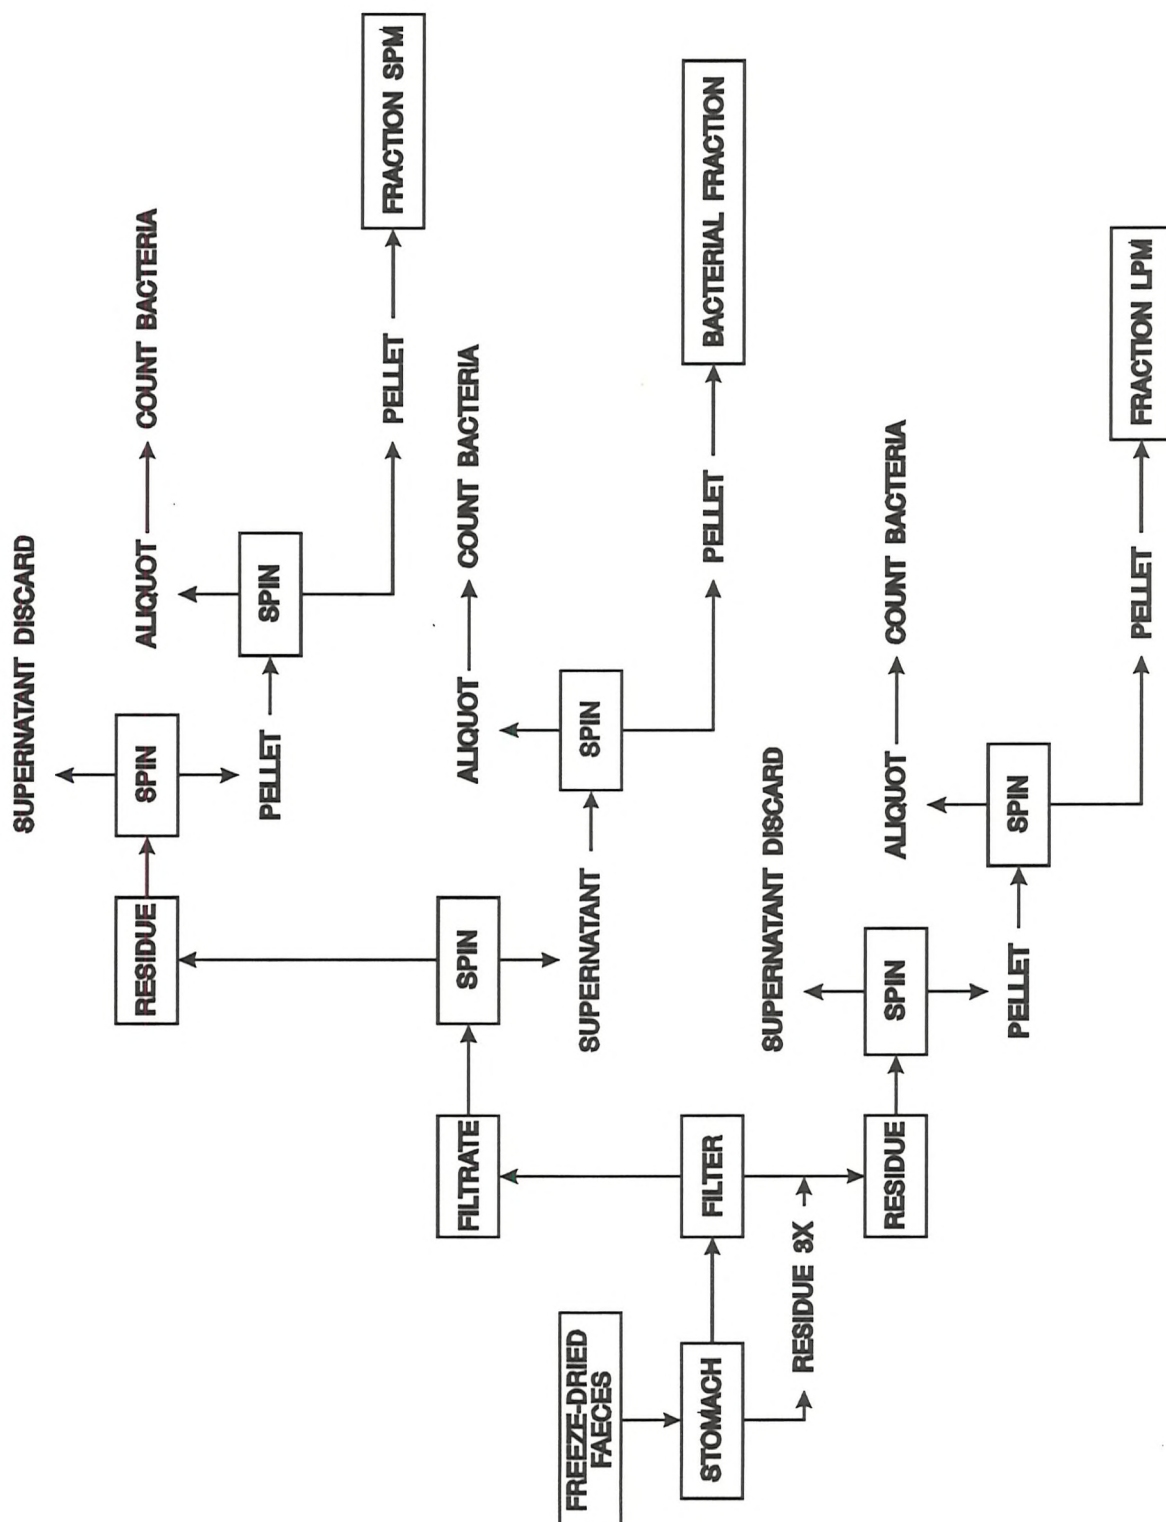 FREEZE-DRIED
FAECES
STOMACH
RESIDUE 3X
FILTER
FILTRATE
RESIDUE
SPIN
RESIDUE
SPIN
SUPERNATANT DISCARD
PELLET
SPIN
ALIQUOT
COUNT BACTERIA
PELLET
FRACTION SPM
SUPERNATANT
SPIN
ALIQUOT
COUNT BACTERIA
PELLET
BACTERIAL FRACTION
SPIN
SUPERNATANT DISCARD
PELLET
SPIN
ALIQUOT
COUNT BACTERIA
PELLET
FRACTION LPM